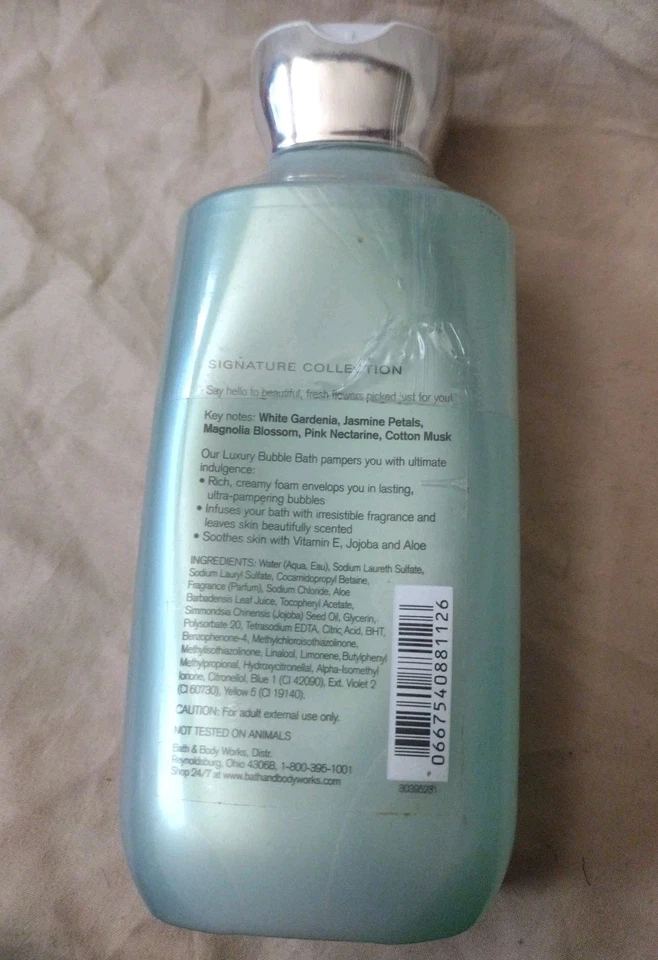 SIGNATURE COLLECTION
Say hello to beautiful, fresh flowers picked just for you!
Key notes: White Gardenia, Jasmine Petals,
Magnolia Blossom, Pink Nectarine, Cotton Musk
Our Luxury Bubble Bath pampers you with ultimate
indulgence:
• Rich, creamy foam envelops you in lasting,
ultra-pampering bubbles
• Infuses your bath with irresistible fragrance and
leaves skin beautifully scented
• Soothes skin with Vitamin E, Jojoba and Aloe
INGREDIENTS: Water (Aqua, Eau), Sodium Laureth Sulfate,
Sodium Lauryl Sulfate, Cocamidopropyl Betaine,
Fragrance (Parfum), Sodium Chloride, Aloe
Barbadensis Leaf Juice, Tocopheryl Acetate,
Simmondsia Chinensis (Jojoba) Seed Oil, Glycerin,
Polysorbate 20, Tetrasodium EDTA, Citric Acid, BHT,
Benzophenone-4, Methylchloroisothiazolinone,
Methylisothiazolinone, Linalool, Limonene, Butylphenyl
Methylpropional, Hydroxycitronellal, Alpha-Isomethyl
Ionone, Citronellol, Blue 1 (CI 42090), Ext. Violet 2
(CI 60730), Yellow 5 (CI 19140).
CAUTION: For adult external use only.
NOT TESTED ON ANIMALS
Bath & Body Works, Distr.
Reynoldsburg, Ohio 43068, 1-800-395-1001
Shop 24/7 at www.bathandbodyworks.com
0667540881126
80395281